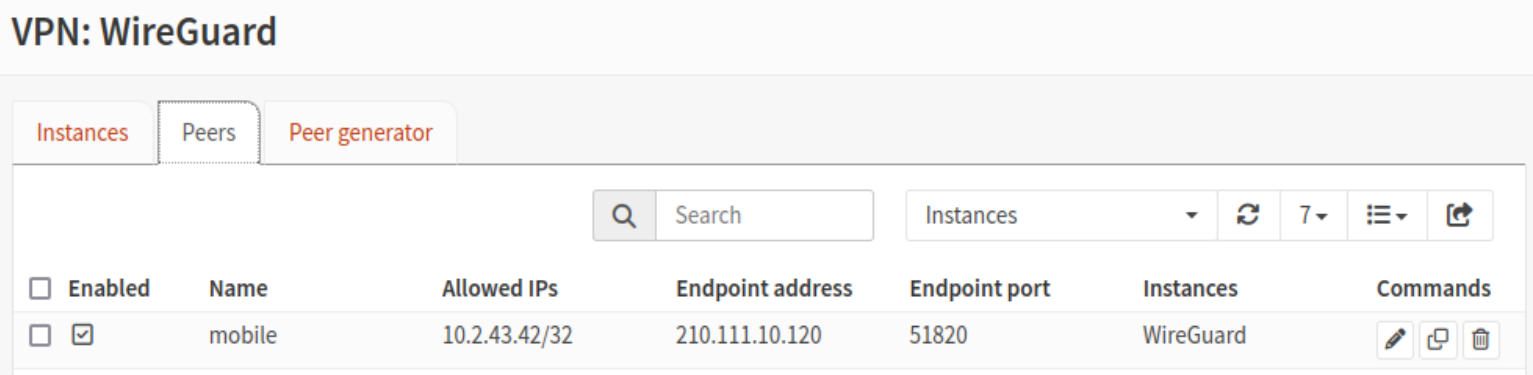 VPN: WireGuard
Instances Peers Peer generator
Search Instances 7
Enabled Name Allowed IPs Endpoint address Endpoint port Instances Commands
mobile 10.2.43.42/32 210.111.10.120 51820 WireGuard